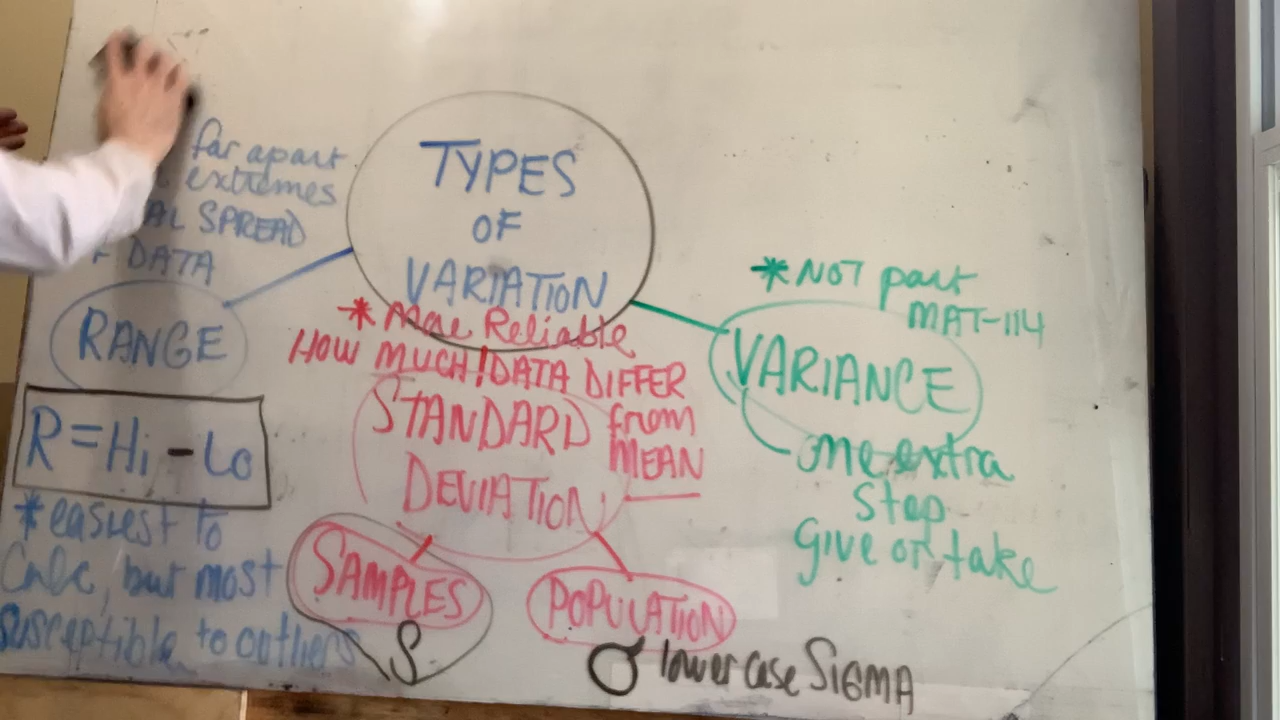 far apart
extremes
SPREAD
DATA
RANGE
R = Hi - Lo
*easiest to
Calc, but most
susceptible to outliers
TYPES
OF
VARIATION
* More Reliable
HOW MUCH DATA DIFFER
from
MEAN
STANDARD
DEVIATION
SAMPLES
S
POPULATION
σ lower case SIGMA
* NOT part
MAT-114
VARIANCE
one extra
Step
Give or take